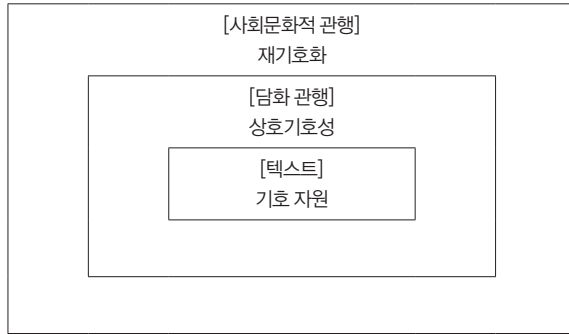 [사회문화적 관행]
재기호화
[담화 관행]
상호기호성
[텍스트]
기호 자원